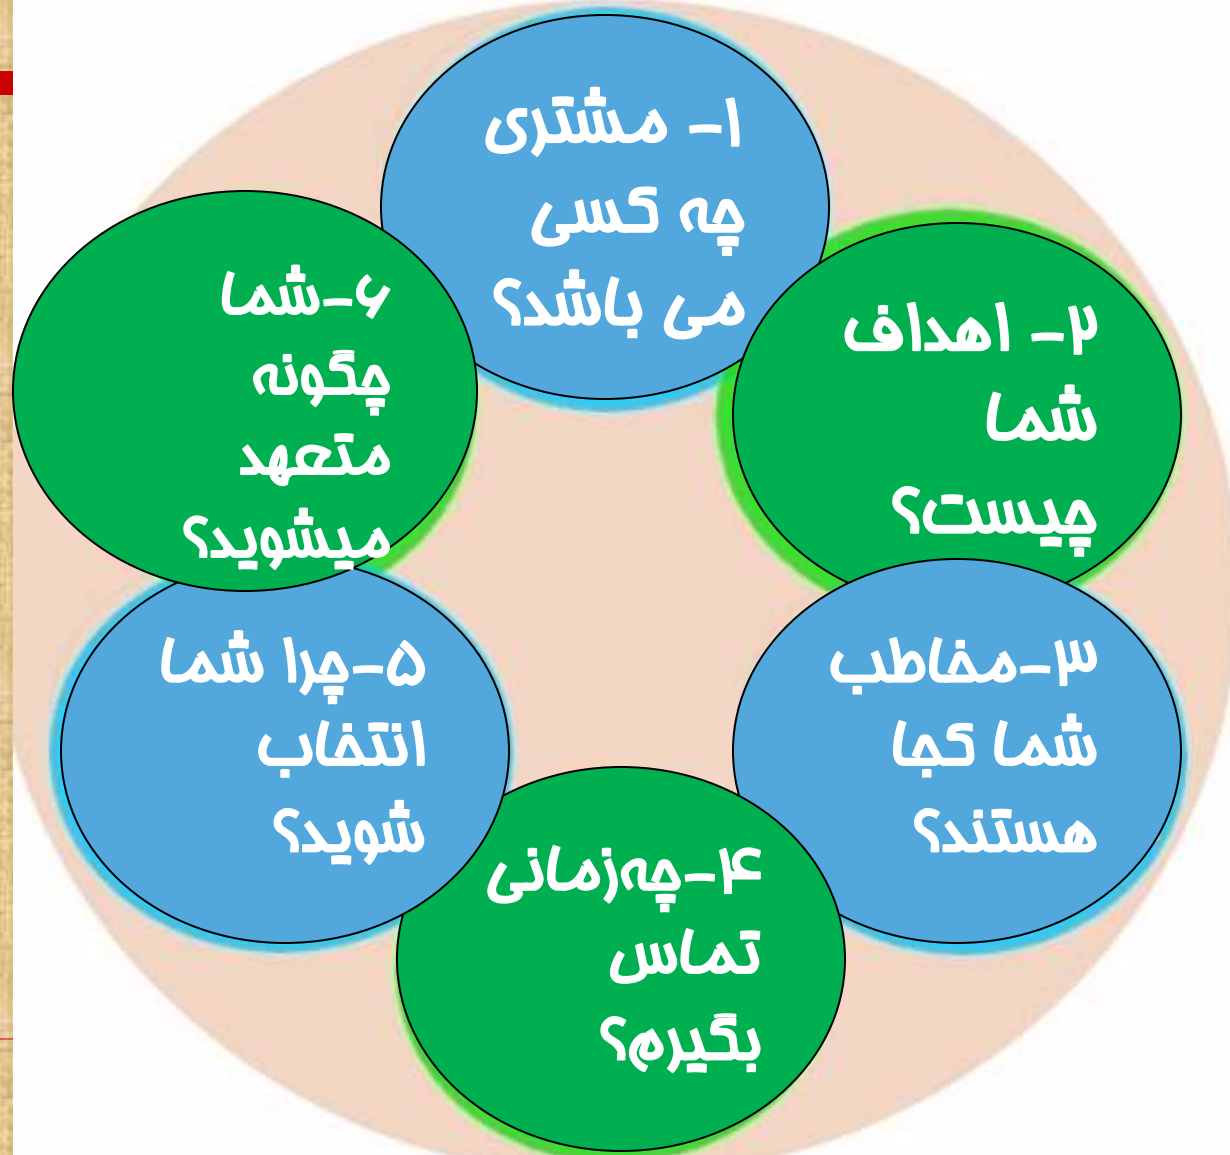 ۱- مشتری
چه کسی
می باشد؟
۲- اهداف
شما
چیست؟
۳-مخاطب
شما کجا
هستند؟
۴-چه‌زمانی
تماس
بگیرم؟
۵-چرا شما
انتخاب
شوید؟
۶-شما
چگونه
متعهد
میشوید؟